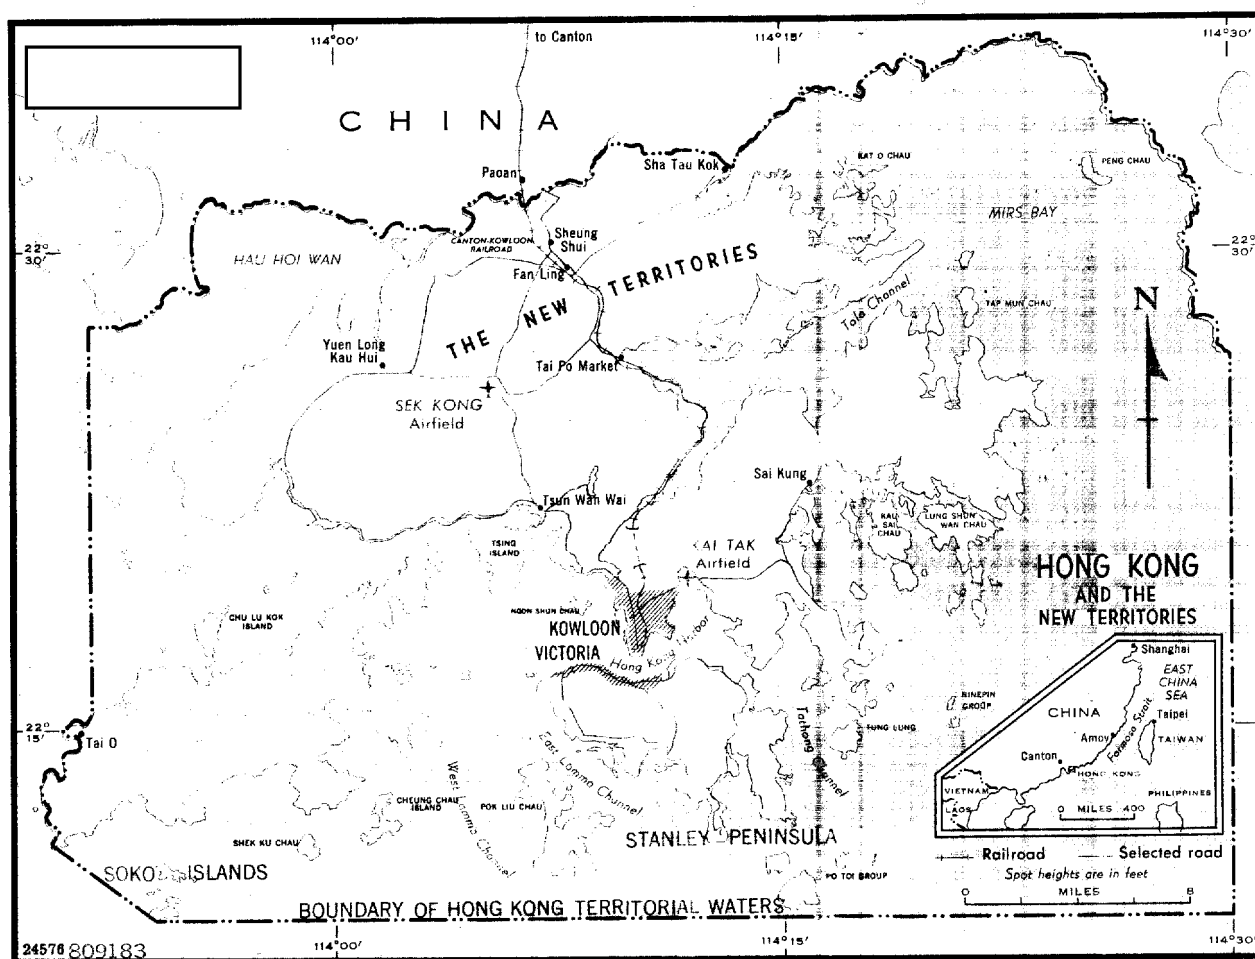 114°00'
to Canton
114°15'
114°30'
CHINA
Paoan
Sha Tau Kok
KAT O CHAU
PENG CHAU
MIRS BAY
22°
30'
HAU HOI WAN
CANTON-KOWLOON
RAILROAD
Sheung
Shui
Fan Ling
22°
30'
THE NEW TERRITORIES
TAP MUN CHAU
Tolo Channel
N
Yuen Long
Kau Hui
Tai Po Market
SEK KONG
Airfield
Sai Kung
Tsun Wan Wai
KAU
SAI
CHAU
LUNG SHUN
WAN CHAU
TSING
ISLAND
KAI TAK
Airfield
HONG KONG
AND THE
NEW TERRITORIES
CHU LU KOK
ISLAND
NGON SHUN CHAU
KOWLOON
VICTORIA
Hong Kong Harbor
Shanghai
EAST
CHINA
SEA
CHINA
Formosa Strait
Taipei
TAIWAN
Amoy
Canton
HONG KONG
VIETNAM
LAOS
0 MILES 400
PHILIPPINES
NINEPIN
GROUP
TUNG LUNG
Tathong Channel
22°
15'
Tai O
East Lamma Channel
West Lamma Channel
CHEUNG CHAU
ISLAND
POK LIU CHAU
SHEK KU CHAU
STANLEY PENINSULA
SOKO ISLANDS
PO TOI GROUP
Railroad
Selected road
Spot heights are in feet
0 MILES 8
BOUNDARY OF HONG KONG TERRITORIAL WATERS
24576 809183
114°00'
114°15'
114°30'